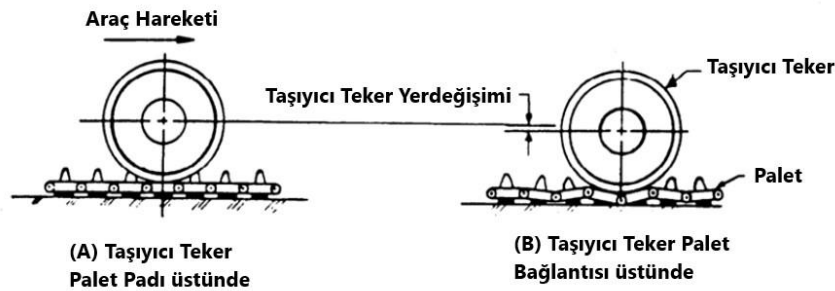 Araç Hareketi
Taşıyıcı Teker
Taşıyıcı Teker Yerdeğişimi
Palet
(A) Taşıyıcı Teker
Palet Padı üstünde
(B) Taşıyıcı Teker Palet
Bağlantısı üstünde